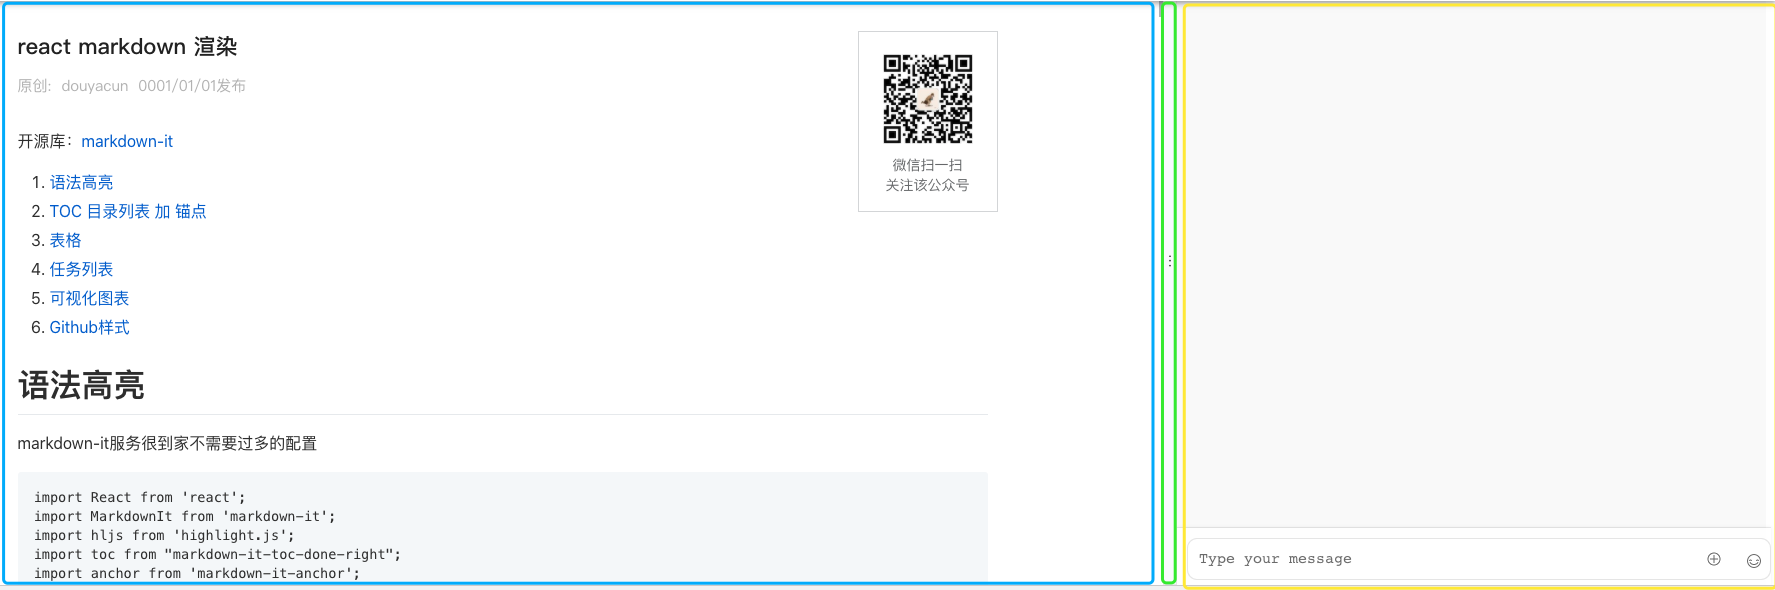 react markdown 渲染
原创: douyacun 0001/01/01发布
微信扫一扫
关注该公众号
开源库：markdown-it
1. 语法高亮
2. TOC 目录列表 加 锚点
3. 表格
4. 任务列表
5. 可视化图表
6. Github样式
语法高亮
markdown-it服务很到家不需要过多的配置
import React from 'react';
import MarkdownIt from 'markdown-it';
import hljs from 'highlight.js';
import toc from "markdown-it-toc-done-right";
import anchor from 'markdown-it-anchor';
Type your message